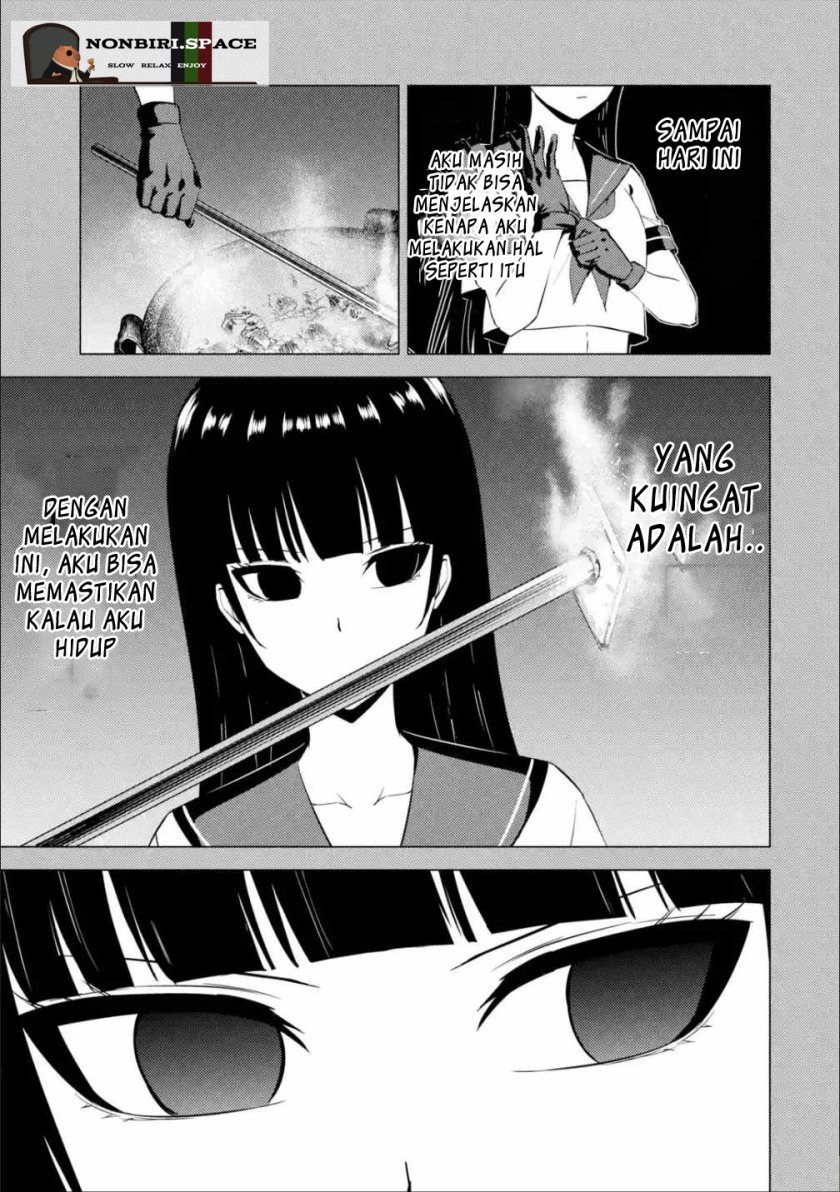 NONBIRI.SPACE
SLOW RELAX ENJOY
SAMPAI
HARI INI
AKU MASIH
TIDAK BISA
MENJELASKAN
KENAPA AKU
MELAKUKAN HAL
SEPERTI ITU
YANG
KUINGAT
ADALAH..
DENGAN
MELAKUKAN
INI, AKU BISA
MEMASTIKAN
KALAU AKU
HIDUP